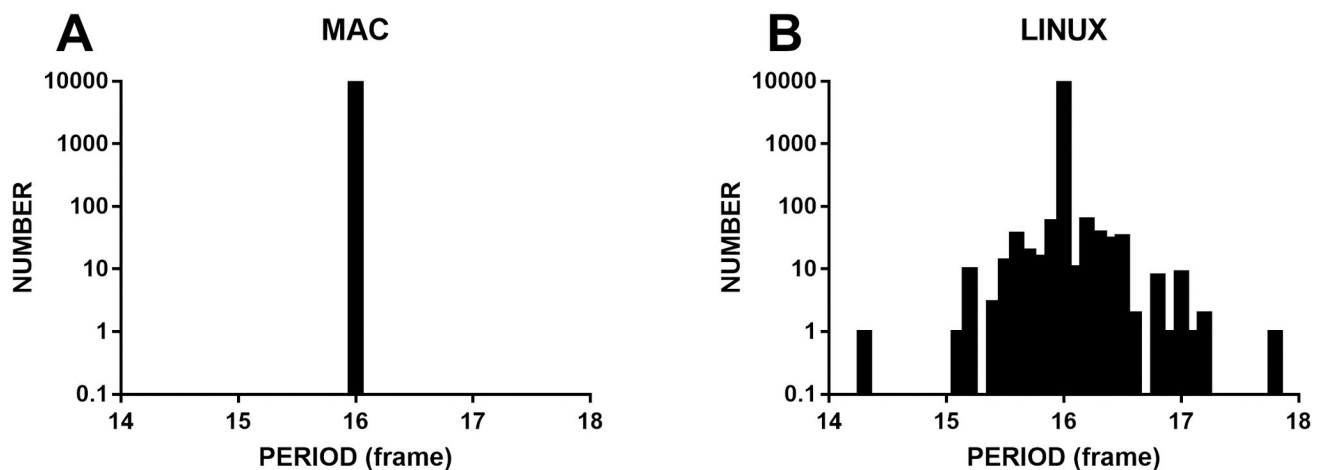 A
MAC
NUMBER
10000
1000
100
10
1
0.1
14 15 16 17 18
PERIOD (frame)
B
LINUX
NUMBER
10000
1000
100
10
1
0.1
14 15 16 17 18
PERIOD (frame)